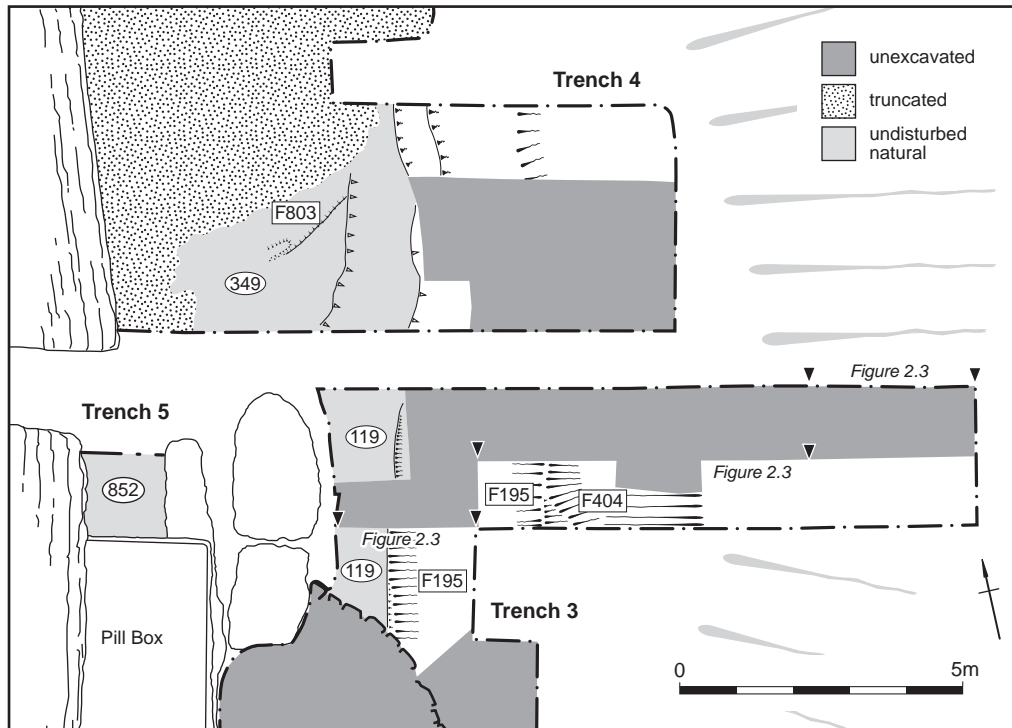 Trench 4
unexcavated
truncated
undisturbed
natural
F803
349
Figure 2.3
Trench 5
119
Figure 2.3
852
F195
F404
Figure 2.3
119
F195
Trench 3
Pill Box
0
5m